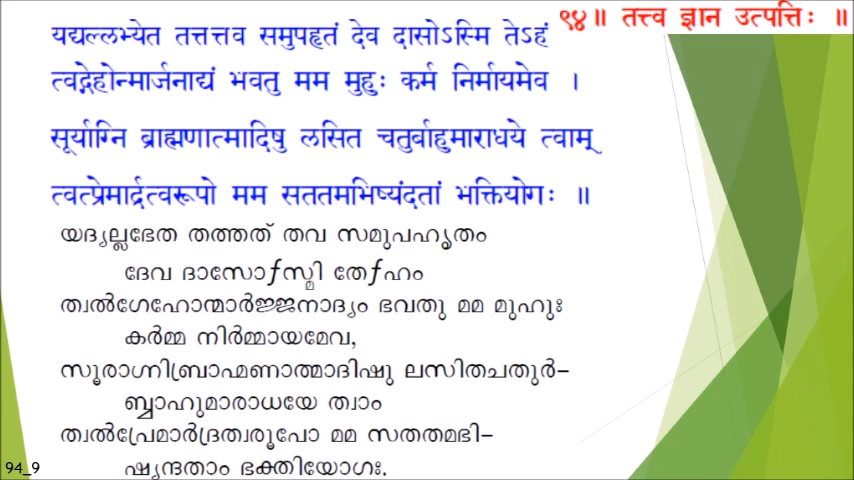 ९४॥ तत्त्व ज्ञान उत्पत्तिः ॥
यद्यल्लभ्येत तत्तत्तव समुपहृतं देव दासोऽस्मि तेऽहं
त्वद्गेहोन्मार्जनाद्यं भवतु मम मुहुः कर्म निर्मायमेव ।
सूर्याग्नि ब्राह्मणात्मादिषु लसित चतुर्बाहुमाराधये त्वाम्
त्वत्प्रेमार्द्रत्वरूपो मम सततमभिष्यंदतां भक्तियोगः ॥
യദ്യല്ലഭേത തത്തത് തവ സമുപഹൃതം
ദേവ ദാസോƒസ്മി തേƒഹം
ത്വൽഗേഹോന്മാർജ്ജനാദ്യം ഭവതു മമ മുഹുഃ
കർമ്മ നിർമ്മായമേവ,
സൂരാഗ്നിബ്രാഹ്മണാത്മാദിഷു ലസിതചതുർ–
ബ്ബാഹുമാരാധയേ ത്വാം
ത്വൽപ്രേമാർദ്രത്വരൂപോ മമ സതതമഭി–
ഷ്യന്ദതാം ഭക്തിയോഗഃ.
94_9